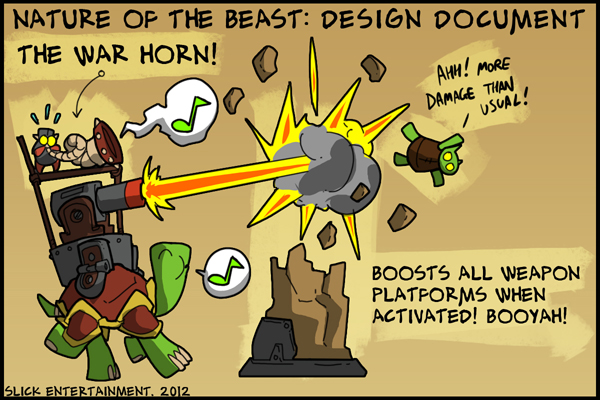 NATURE OF THE BEAST: DESIGN DOCUMENT
THE WAR HORN!
AHH! MORE
DAMAGE THAN
USUAL!
BOOSTS ALL WEAPON
PLATFORMS WHEN
ACTIVATED! BOOYAH!
SLICK ENTERTAINMENT. 2012